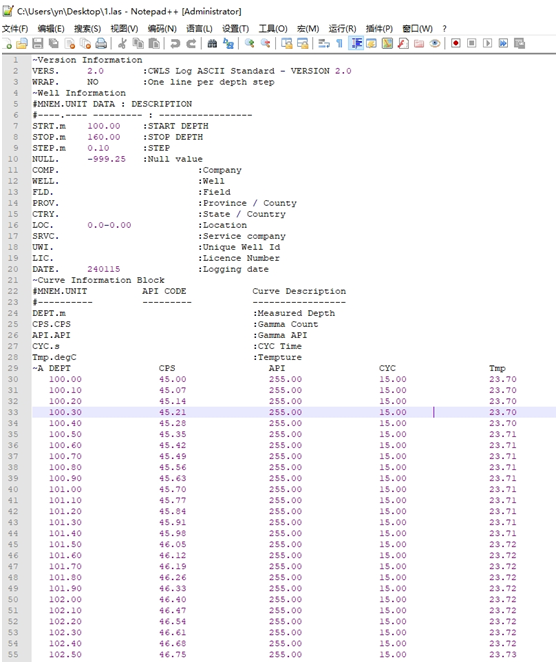 C:\Users\yn\Desktop\1.las - Notepad++ [Administrator]
文件(F) 编辑(E) 搜索(S) 视图(V) 编码(N) 语言(L) 设置(T) 工具(O) 宏(M) 运行(R) 插件(P) 窗口(W) ?
1 ~Version Information
2 VERS. 2.0 :CWLS Log ASCII Standard - VERSION 2.0
3 WRAP. NO :One line per depth step
4 ~Well Information
5 #MNEM.UNIT DATA : DESCRIPTION
6 #----.---- --------- : -----------------
7 STRT.m 100.00 :START DEPTH
8 STOP.m 160.00 :STOP DEPTH
9 STEP.m 0.10 :STEP
10 NULL. -999.25 :Null value
11 COMP. :Company
12 WELL. :Well
13 FLD. :Field
14 PROV. :Province / County
15 CTRY. :State / Country
16 LOC. 0.0-0.00 :Location
17 SRVC. :Service company
18 UWI. :Unique Well Id
19 LIC. :Licence Number
20 DATE. 240115 :Logging date
21 ~Curve Information Block
22 #MNEM.UNIT API CODE Curve Description
23 #---------- --------- -----------------
24 DEPT.m :Measured Depth
25 CPS.CPS :Gamma Count
26 API.API :Gamma API
27 CYC.s :CYC Time
28 Tmp.degC :Tempture
29 ~A DEPT CPS API CYC Tmp
30 100.00 45.00 255.00 15.00 23.70
31 100.10 45.07 255.00 15.00 23.70
32 100.20 45.14 255.00 15.00 23.70
33 100.30 45.21 255.00 15.00 23.70
34 100.40 45.28 255.00 15.00 23.70
35 100.50 45.35 255.00 15.00 23.71
36 100.60 45.42 255.00 15.00 23.71
37 100.70 45.49 255.00 15.00 23.71
38 100.80 45.56 255.00 15.00 23.71
39 100.90 45.63 255.00 15.00 23.71
40 101.00 45.70 255.00 15.00 23.71
41 101.10 45.77 255.00 15.00 23.71
42 101.20 45.84 255.00 15.00 23.71
43 101.30 45.91 255.00 15.00 23.71
44 101.40 45.98 255.00 15.00 23.71
45 101.50 46.05 255.00 15.00 23.72
46 101.60 46.12 255.00 15.00 23.72
47 101.70 46.19 255.00 15.00 23.72
48 101.80 46.26 255.00 15.00 23.72
49 101.90 46.33 255.00 15.00 23.72
50 102.00 46.40 255.00 15.00 23.72
51 102.10 46.47 255.00 15.00 23.72
52 102.20 46.54 255.00 15.00 23.72
53 102.30 46.61 255.00 15.00 23.72
54 102.40 46.68 255.00 15.00 23.72
55 102.50 46.75 255.00 15.00 23.73